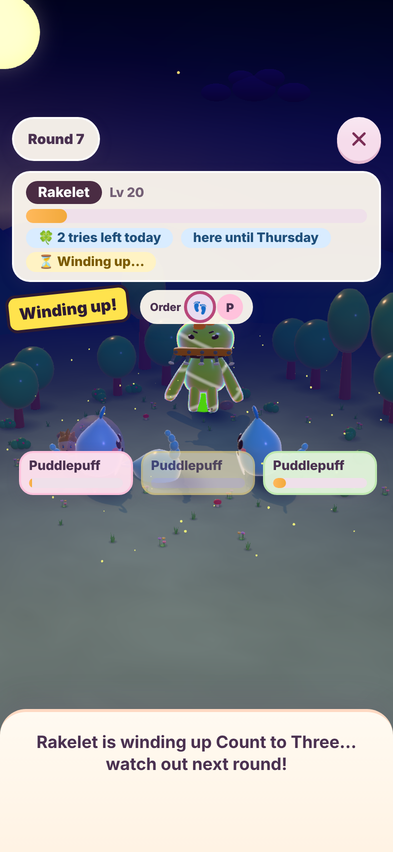 Round 7
Rakelet Lv 20
🍀 2 tries left today here until Thursday
⏳ Winding up...
Winding up!
Order 👣 P
Puddlepuff Puddlepuff Puddlepuff
Rakelet is winding up Count to Three...
watch out next round!